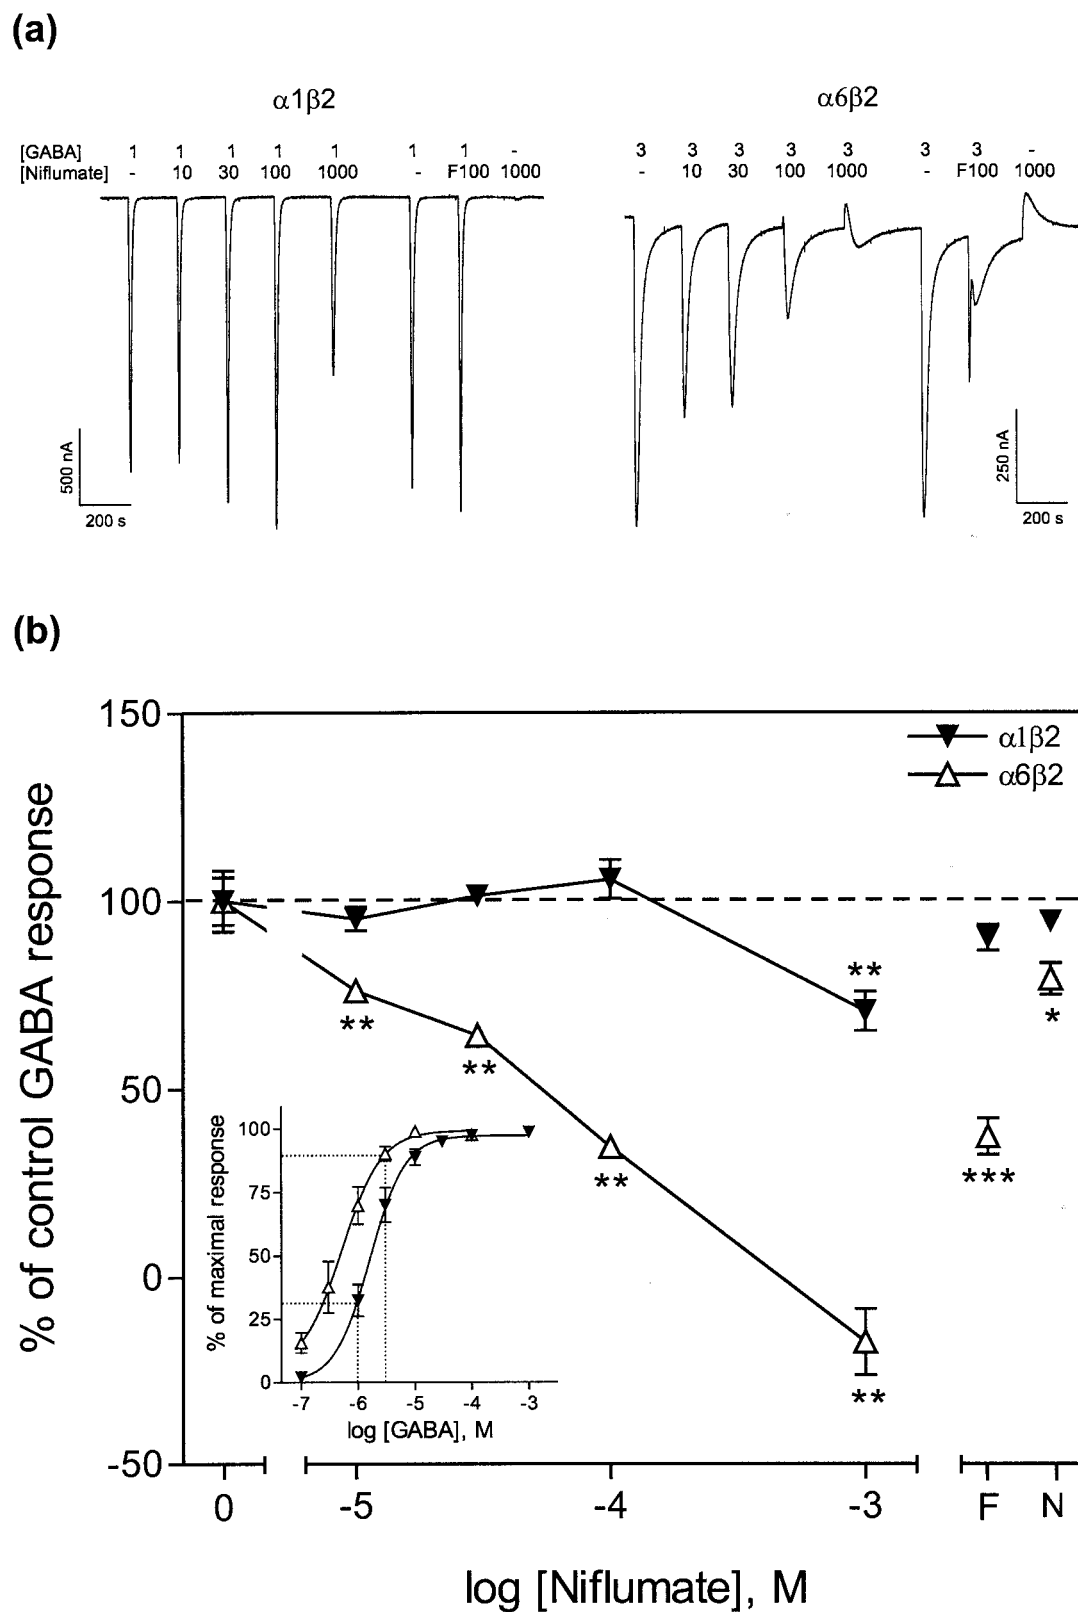 (a)
α1β2
α6β2
[GABA] 1 1 1 1 1 1 1 - 3 3 3 3 3 3 3 -
[Niflumate] - 10 30 100 1000 - F100 1000 - 10 30 100 1000 - F100 1000
500 nA
200 s
250 nA
200 s
(b)
% of control GABA response
150
100
50
0
-50
α1β2
α6β2
**
**
**
**
**
***
*
% of maximal response
100
75
50
25
0
-7 -6 -5 -4 -3
log [GABA], M
0 -5 -4 -3 F N
log [Niflumate], M